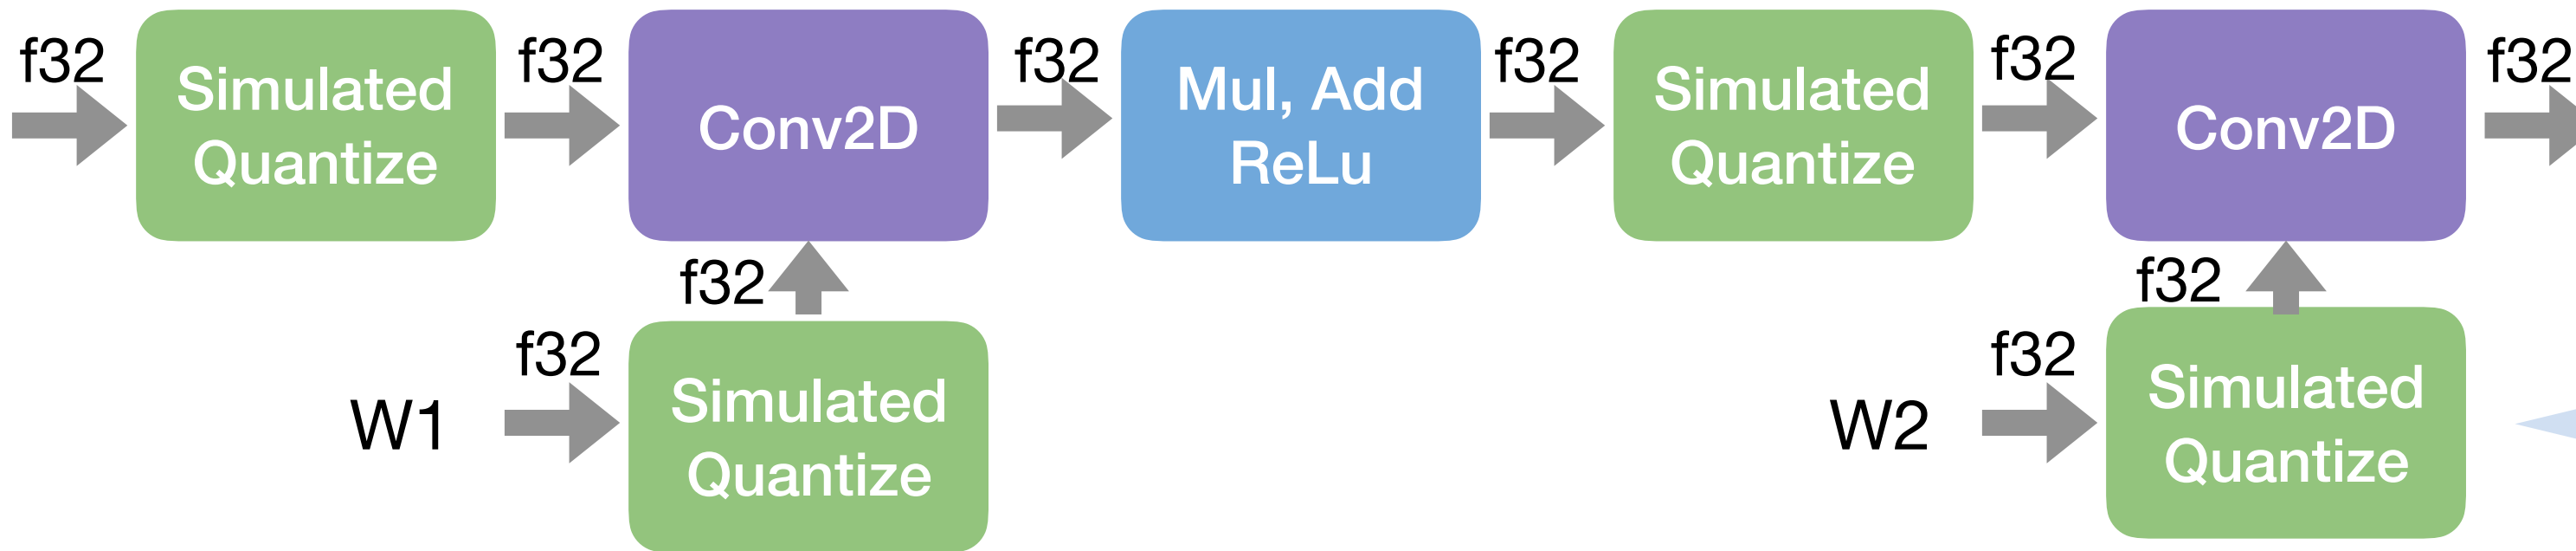 f32
Simulated
Quantize
f32
Conv2D
f32
Mul, Add
ReLu
f32
Simulated
Quantize
f32
Conv2D
f32
f32
f32
W1
f32
Simulated
Quantize
W2
f32
Simulated
Quantize